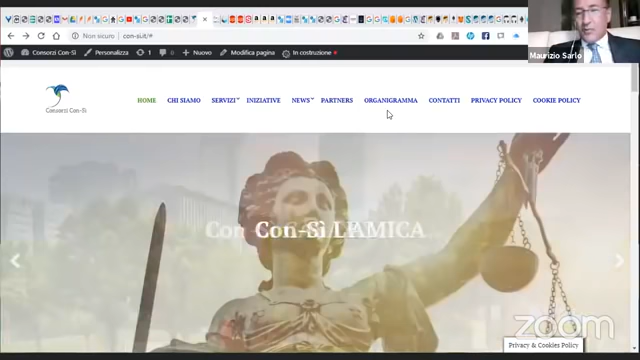 Non sicuro | con-si.it/#
Consorzi Con-Sì Personalizza 1 0 Nuovo Modifica pagina In costruzione
Maurizio Sarlo
HOME CHI SIAMO SERVIZI INIZIATIVE NEWS PARTNERS ORGANIGRAMMA CONTATTI PRIVACY POLICY COOKIE POLICY
Consorzi Con-Sì
Con Con-Sì L'AMICA
zoom
Privacy & Cookies Policy